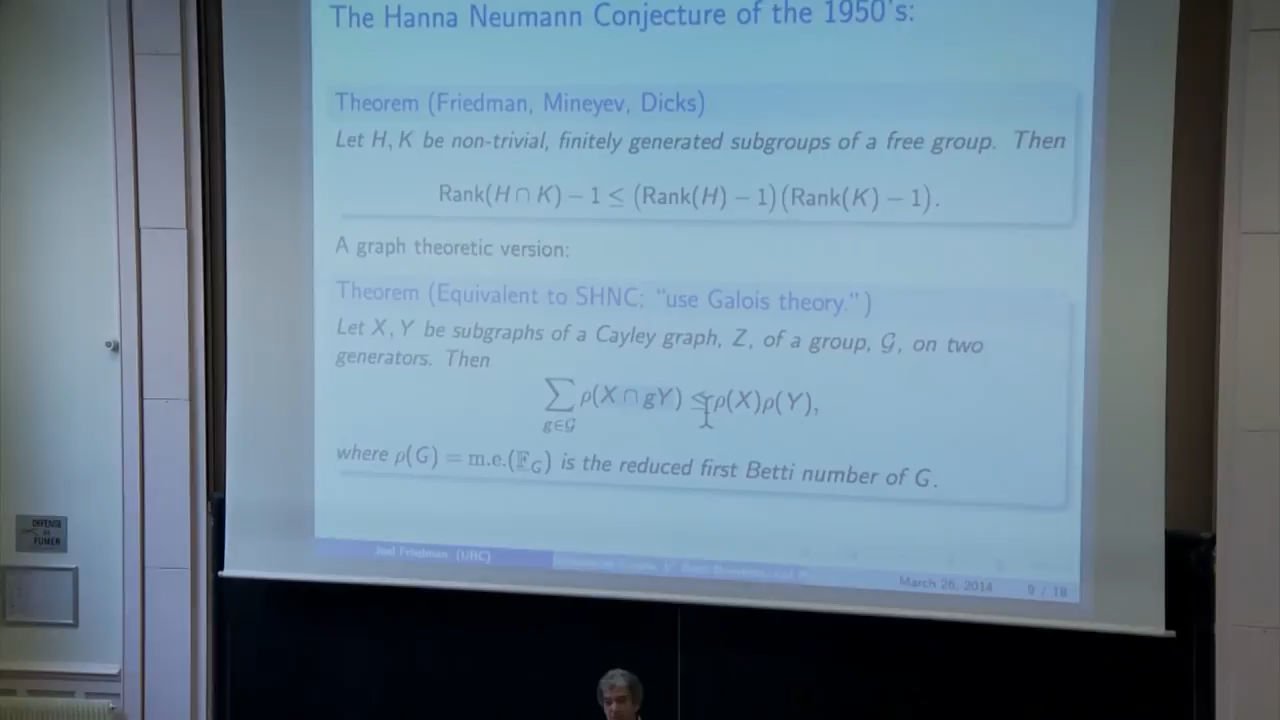 The Hanna Neumann Conjecture of the 1950's:
Theorem (Friedman, Mineyev, Dicks)
Let H, K be non-trivial, finitely generated subgroups of a free group. Then
Rank(H ∩ K) − 1 ≤ (Rank(H) − 1)(Rank(K) − 1).
A graph theoretic version:
Theorem (Equivalent to SHNC: "use Galois theory.")
Let X, Y be subgraphs of a Cayley graph, Z, of a group, 𝒢, on two
generators. Then
∑ ρ(X ∩ gY) ≤ ρ(X)ρ(Y),
g∈𝒢
where ρ(G) = m.e.(𝔽_G) is the reduced first Betti number of G.
Joel Friedman (UBC)
March 26, 2014 9 / 18
FUMER